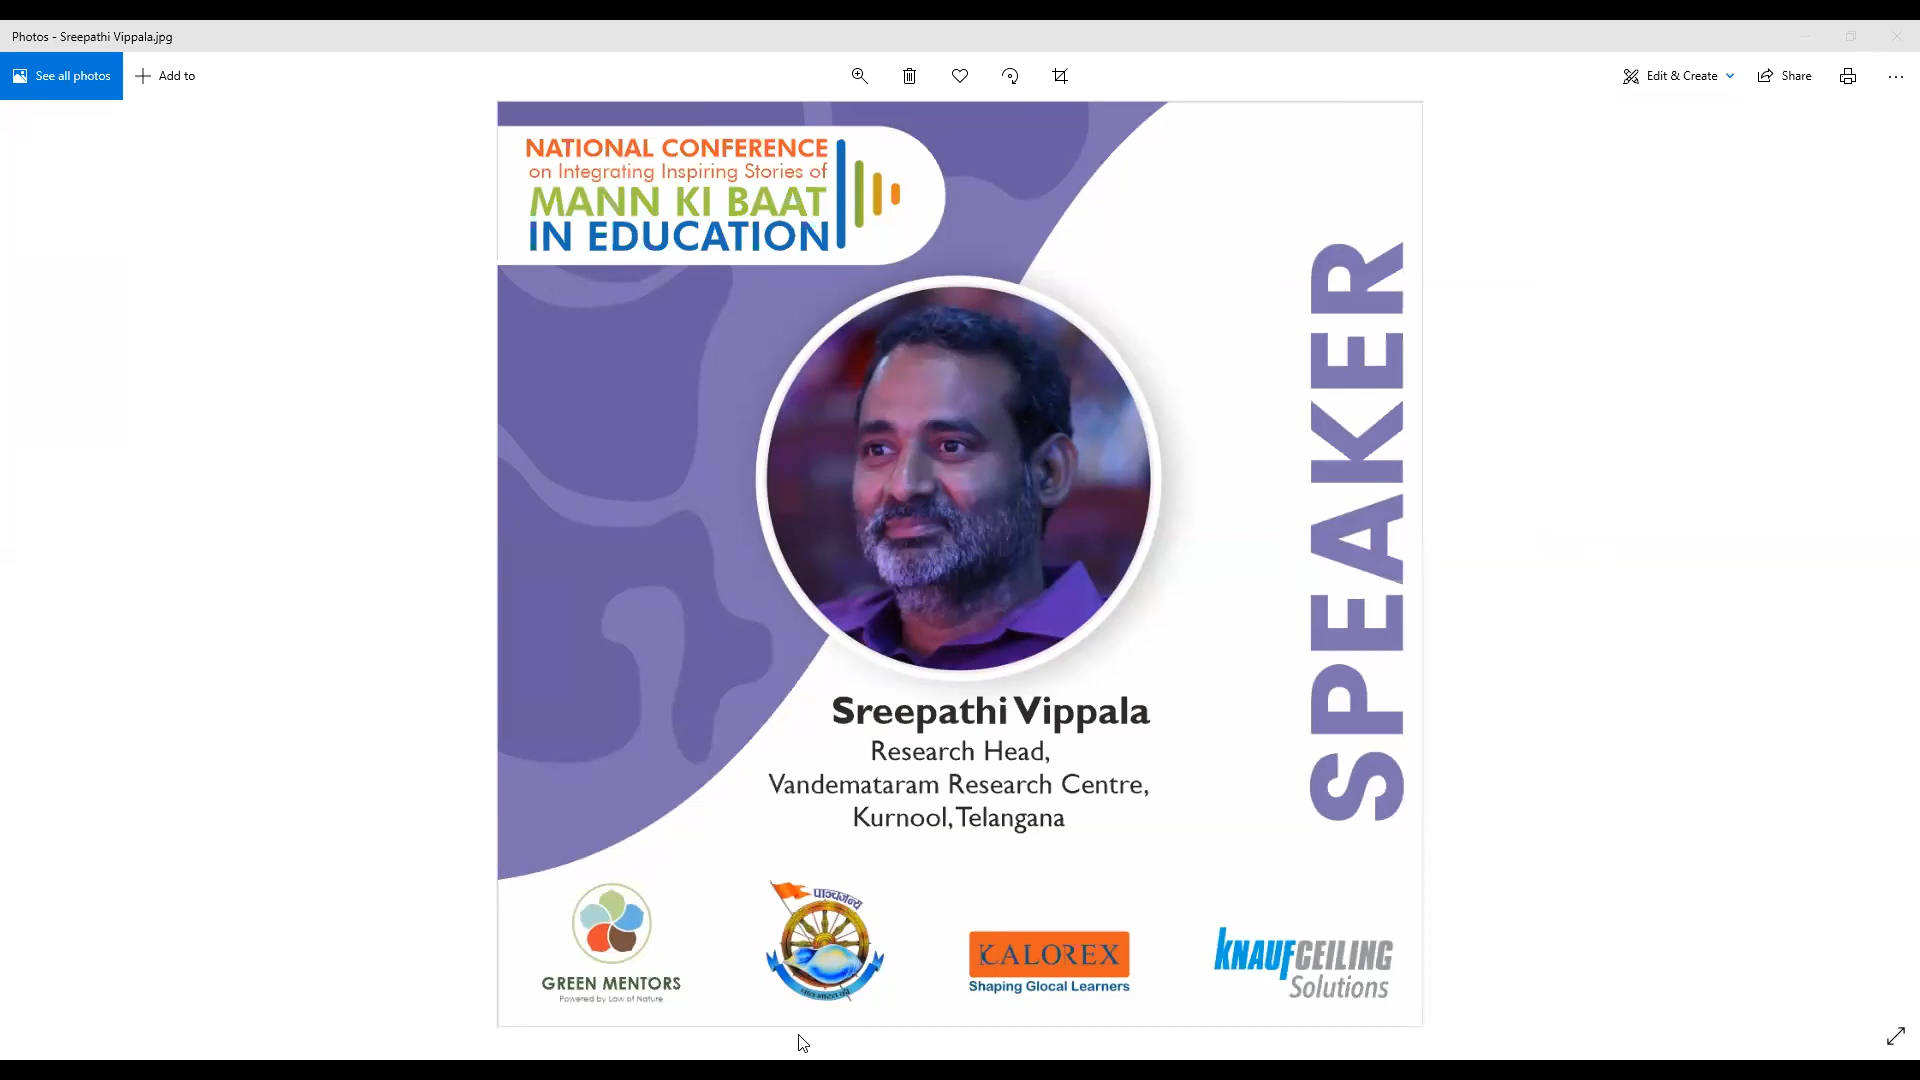 Photos - Sreepathi Vippala.jpg
See all photos
Add to
Edit & Create
Share
NATIONAL CONFERENCE
on Integrating Inspiring Stories of
MANN KI BAAT
IN EDUCATION
SPEAKER
Sreepathi Vippala
Research Head,
Vandemataram Research Centre,
Kurnool, Telangana
GREEN MENTORS
Powered by Law of Nature
पाञ्चजन्य
KALOREX
Shaping Glocal Learners
KNAUF CEILING
Solutions